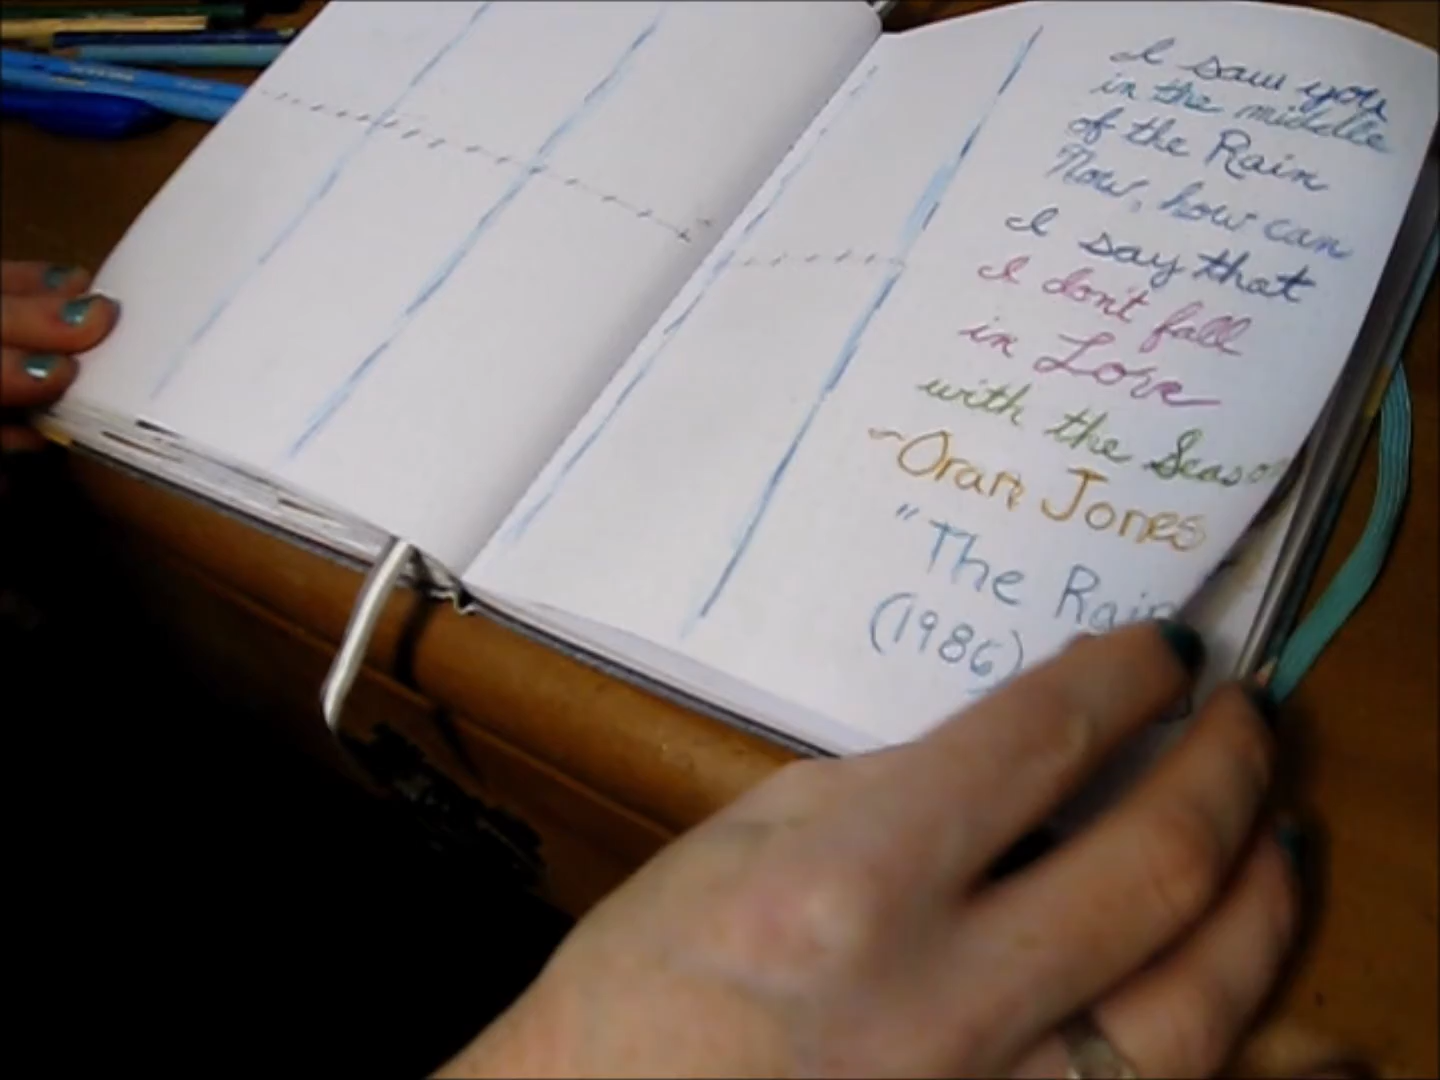 I saw you
in the middle
of the Rain
Now, how can
I say that
I don't fall
in Love
with the Seaso
~Oran Jones
"The Rain
(1986)